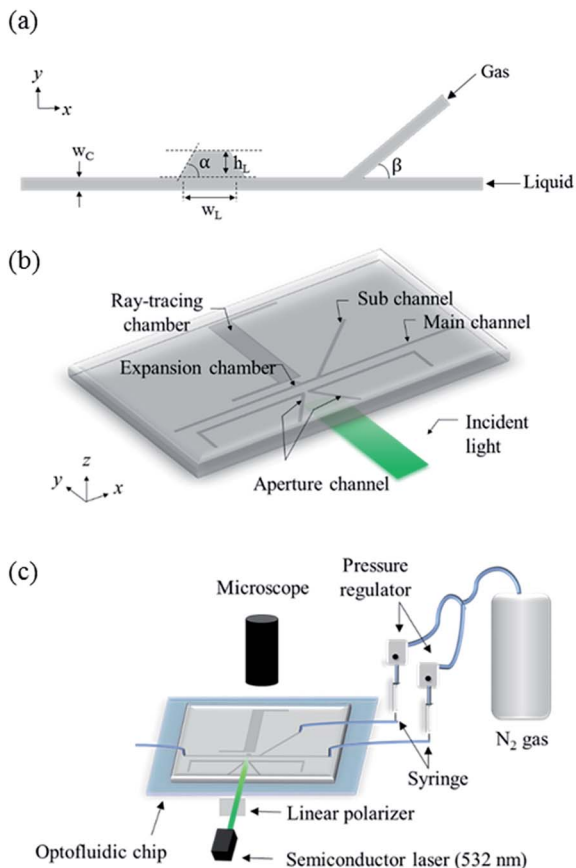 (a)
y
x
Gas
w_C
α
h_L
β
Liquid
w_L
(b)
Ray-tracing
chamber
Sub channel
Main channel
Expansion chamber
Incident
light
z
y
x
Aperture channel
(c)
Microscope
Pressure
regulator
N₂ gas
Syringe
Linear polarizer
Optofluidic chip
Semiconductor laser (532 nm)